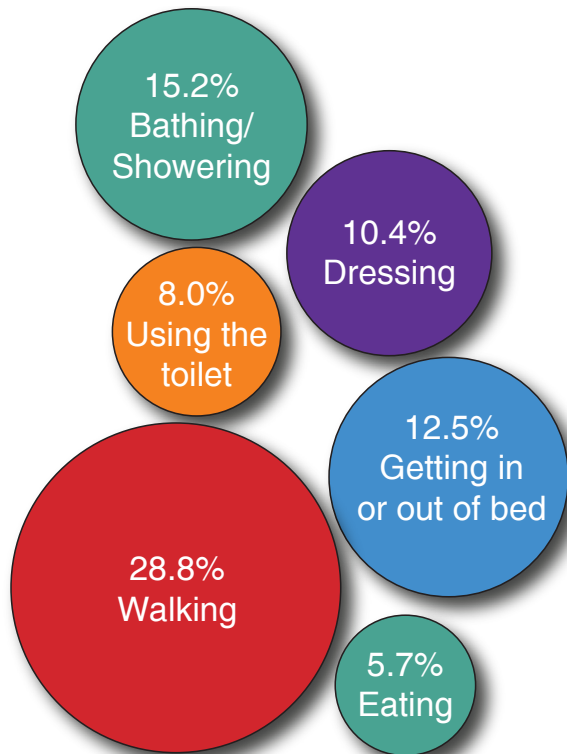 15.2%
Bathing/
Showering
10.4%
Dressing
8.0%
Using the
toilet
12.5%
Getting in
or out of bed
28.8%
Walking
5.7%
Eating